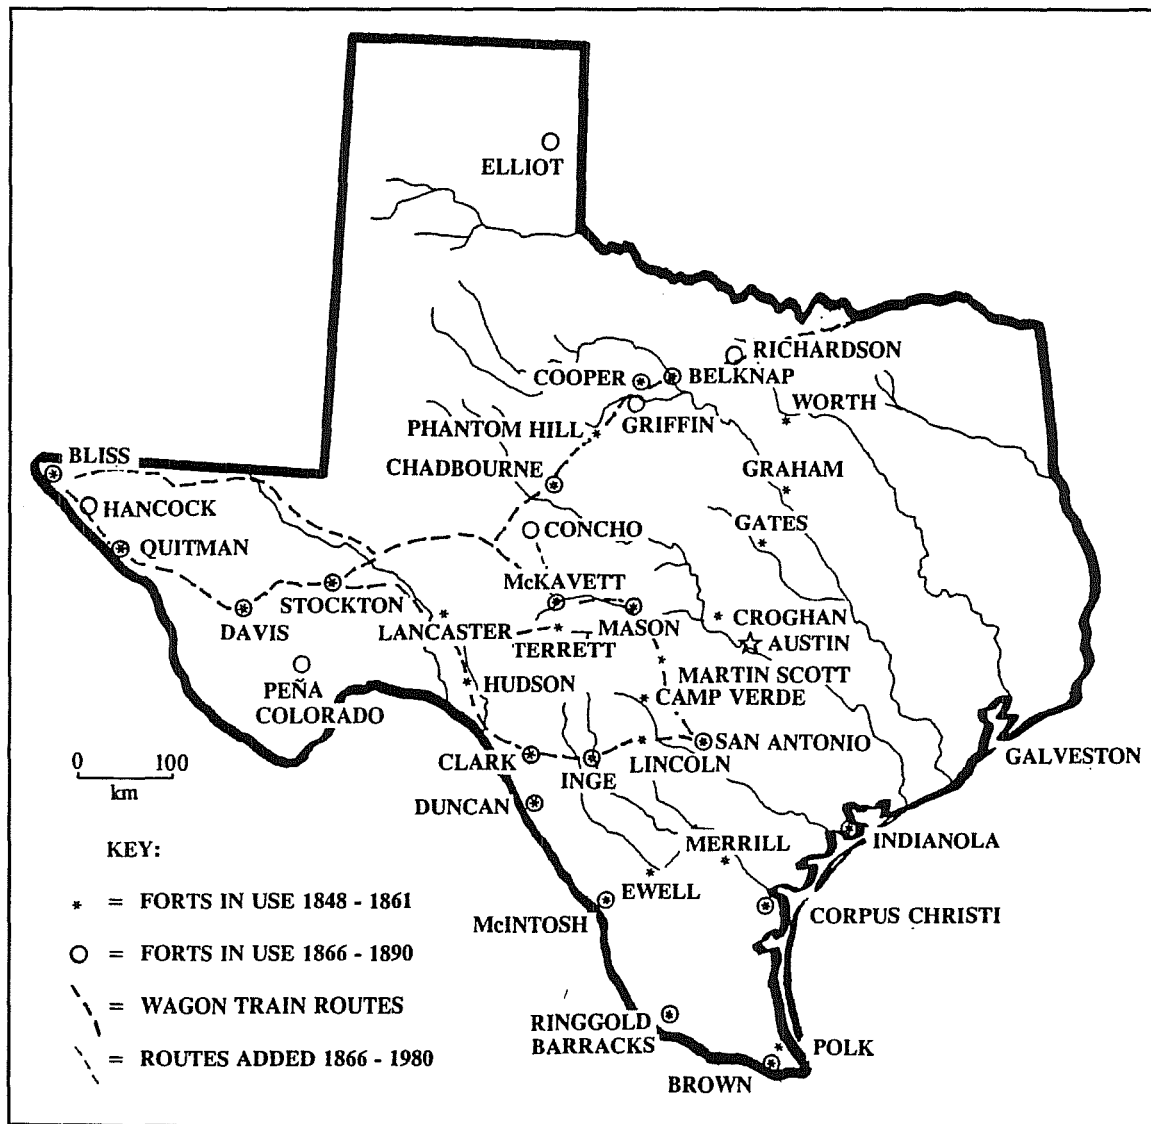 ELLIOT
RICHARDSON
COOPER
BELKNAP
WORTH
PHANTOM HILL
GRIFFIN
BLISS
CHADBOURNE
GRAHAM
HANCOCK
CONCHO
GATES
QUITMAN
McKAVETT
STOCKTON
DAVIS
LANCASTER
MASON
CROGHAN
TERRETT
AUSTIN
PEÑA
COLORADO
HUDSON
MARTIN SCOTT
CAMP VERDE
SAN ANTONIO
0 100
km
CLARK
INGE
LINCOLN
GALVESTON
DUNCAN
MERRILL
INDIANOLA
KEY:
EWELL
* = FORTS IN USE 1848 - 1861
McINTOSH
CORPUS CHRISTI
= FORTS IN USE 1866 - 1890
= WAGON TRAIN ROUTES
RINGGOLD
BARRACKS
POLK
= ROUTES ADDED 1866 - 1980
BROWN